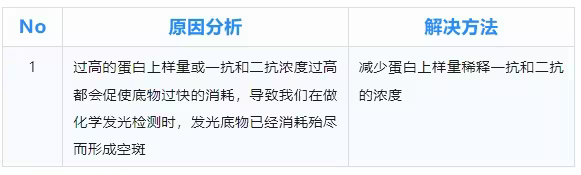 No 原因分析 解决方法
1 过高的蛋白上样量或一抗和二抗浓度过高 减少蛋白上样量稀释一抗和二抗
都会促使底物过快的消耗，导致我们在做 的浓度
化学发光检测时，发光底物已经消耗殆尽
而形成空斑